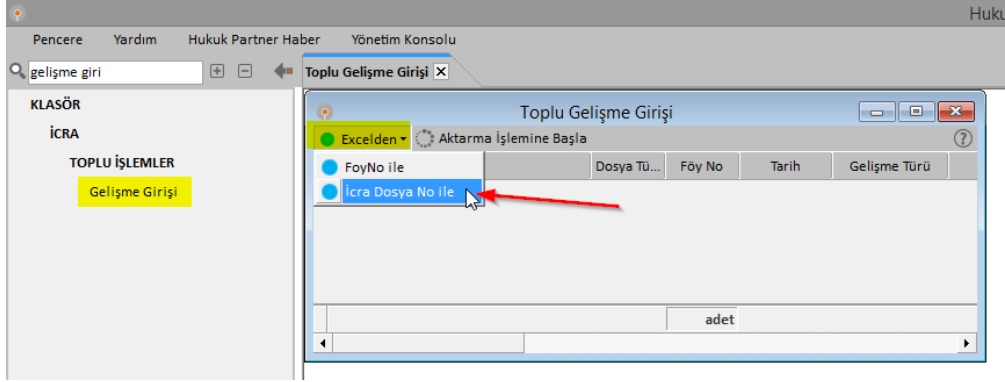 Huku
Pencere Yardım Hukuk Partner Haber Yönetim Konsolu
gelişme giri
Toplu Gelişme Girişi
KLASÖR
İCRA
TOPLU İŞLEMLER
Gelişme Girişi
Toplu Gelişme Girişi
Excelden Aktarma İşlemine Başla
FoyNo ile
İcra Dosya No ile
Dosya Tü... Föy No Tarih Gelişme Türü
adet